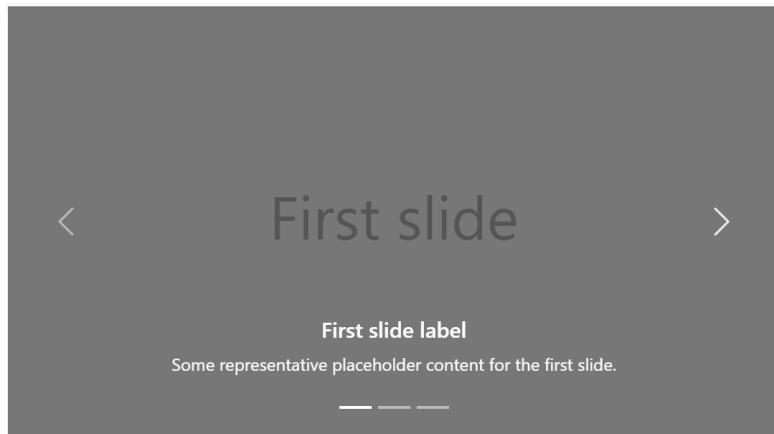 First slide
First slide label
Some representative placeholder content for the first slide.